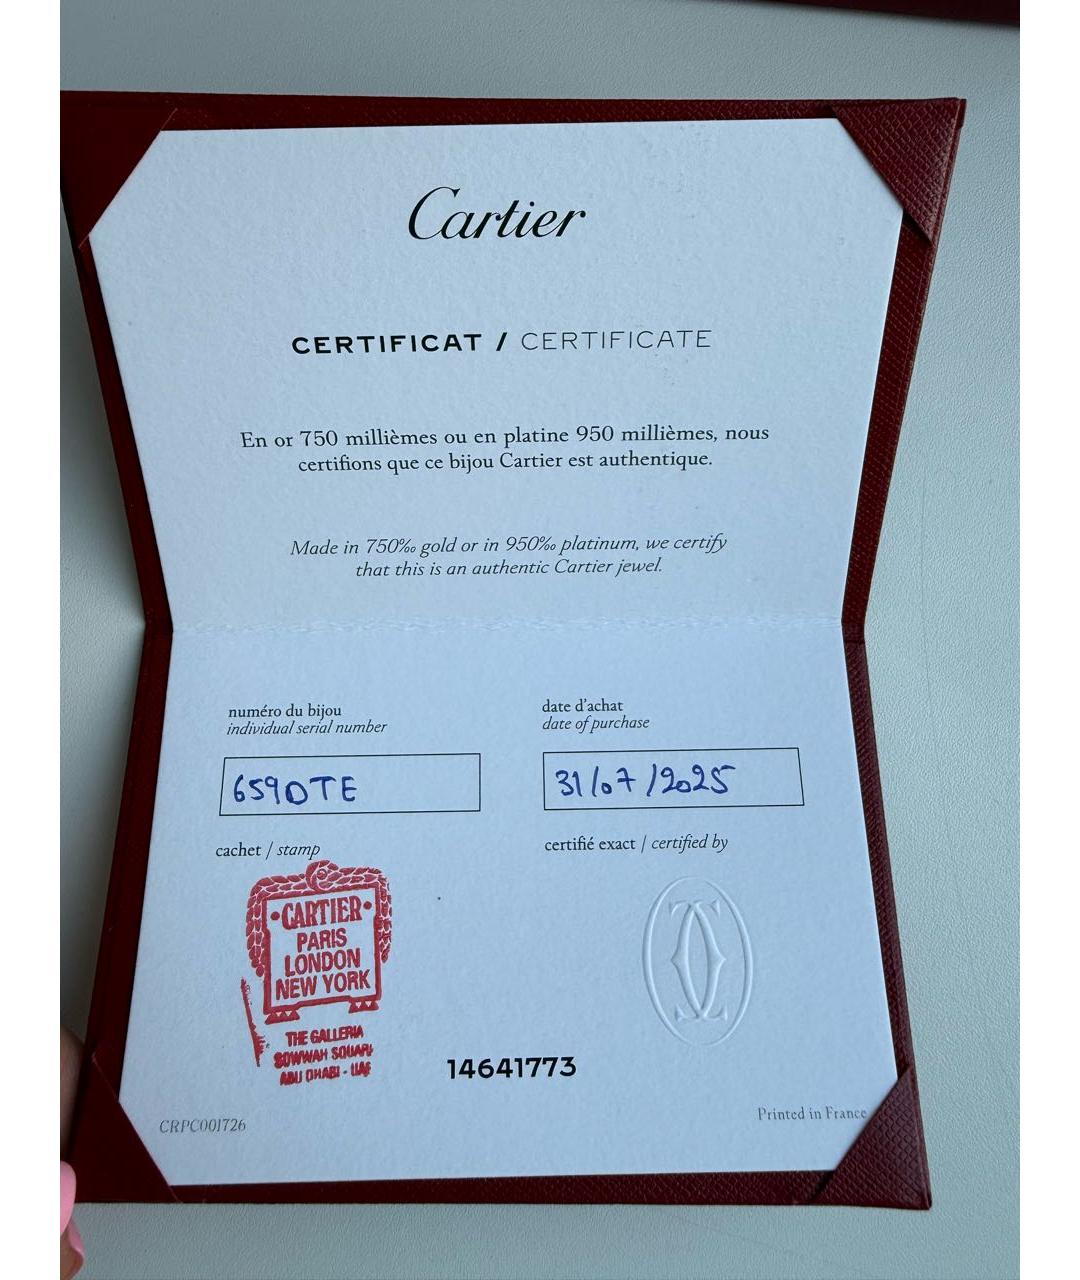 Cartier
CERTIFICAT / CERTIFICATE
En or 750 millièmes ou en platine 950 millièmes, nous
certifions que ce bijou Cartier est authentique.
Made in 750‰ gold or in 950‰ platinum, we certify
that this is an authentic Cartier jewel.
numéro du bijou
individual serial number
659DTE
date d'achat
date of purchase
31/07/2025
cachet / stamp
certifié exact / certified by
•CARTIER•
PARIS
LONDON
NEW YORK
THE GALLERIA
SOWWAH SQUARE
ABU DHABI - UAE
14641773
CRPC001726
Printed in France